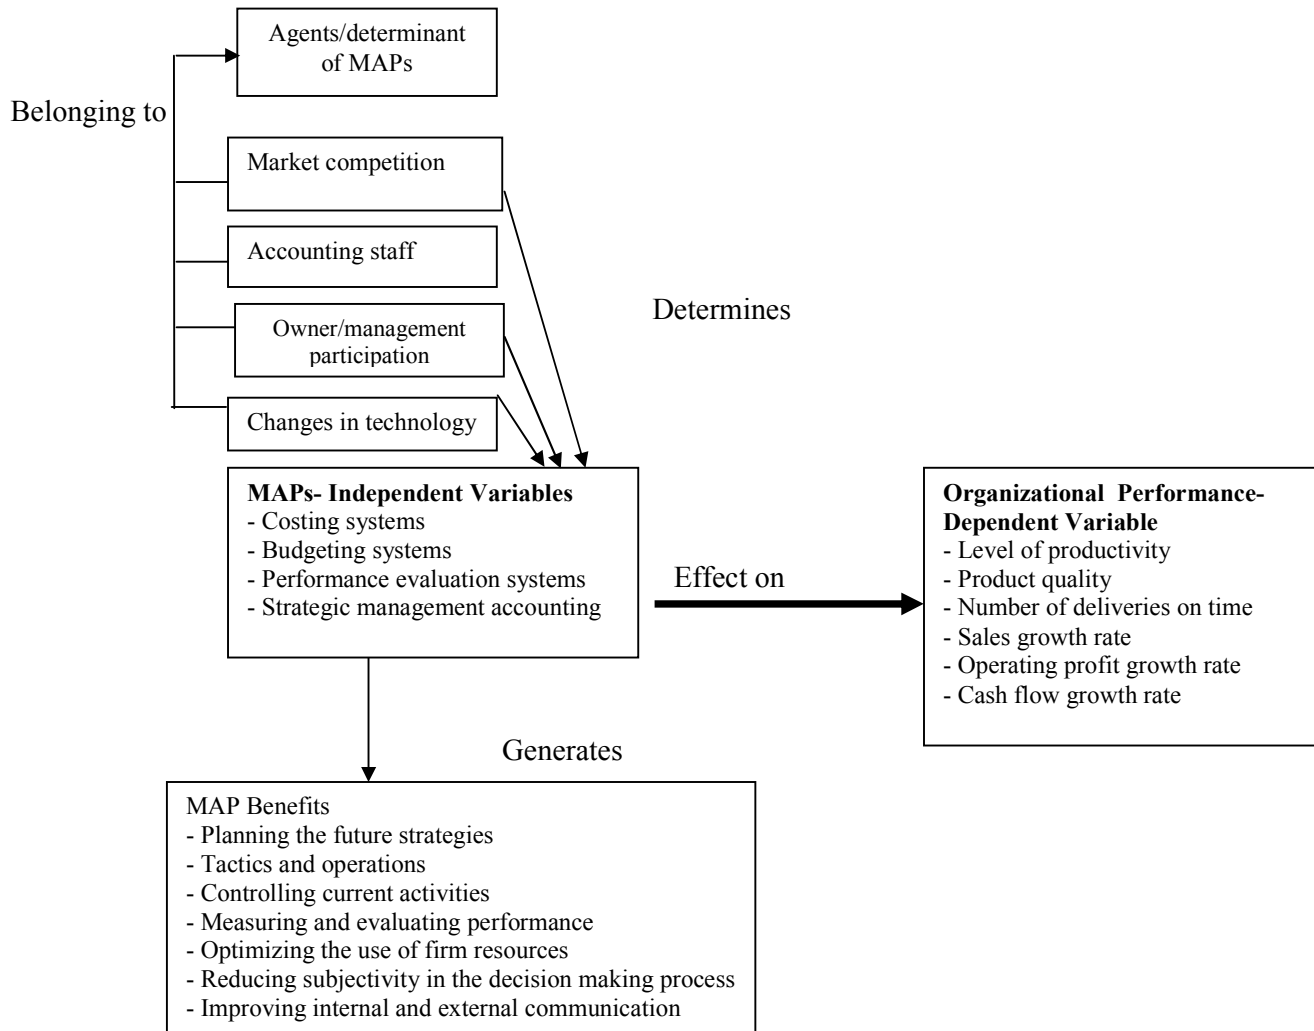 Agents/determinant
of MAPs
Belonging to
Market competition
Accounting staff
Owner/management
participation
Changes in technology
Determines
MAPs- Independent Variables
- Costing systems
- Budgeting systems
- Performance evaluation systems
- Strategic management accounting
Effect on
Organizational Performance-
Dependent Variable
- Level of productivity
- Product quality
- Number of deliveries on time
- Sales growth rate
- Operating profit growth rate
- Cash flow growth rate
Generates
MAP Benefits
- Planning the future strategies
- Tactics and operations
- Controlling current activities
- Measuring and evaluating performance
- Optimizing the use of firm resources
- Reducing subjectivity in the decision making process
- Improving internal and external communication